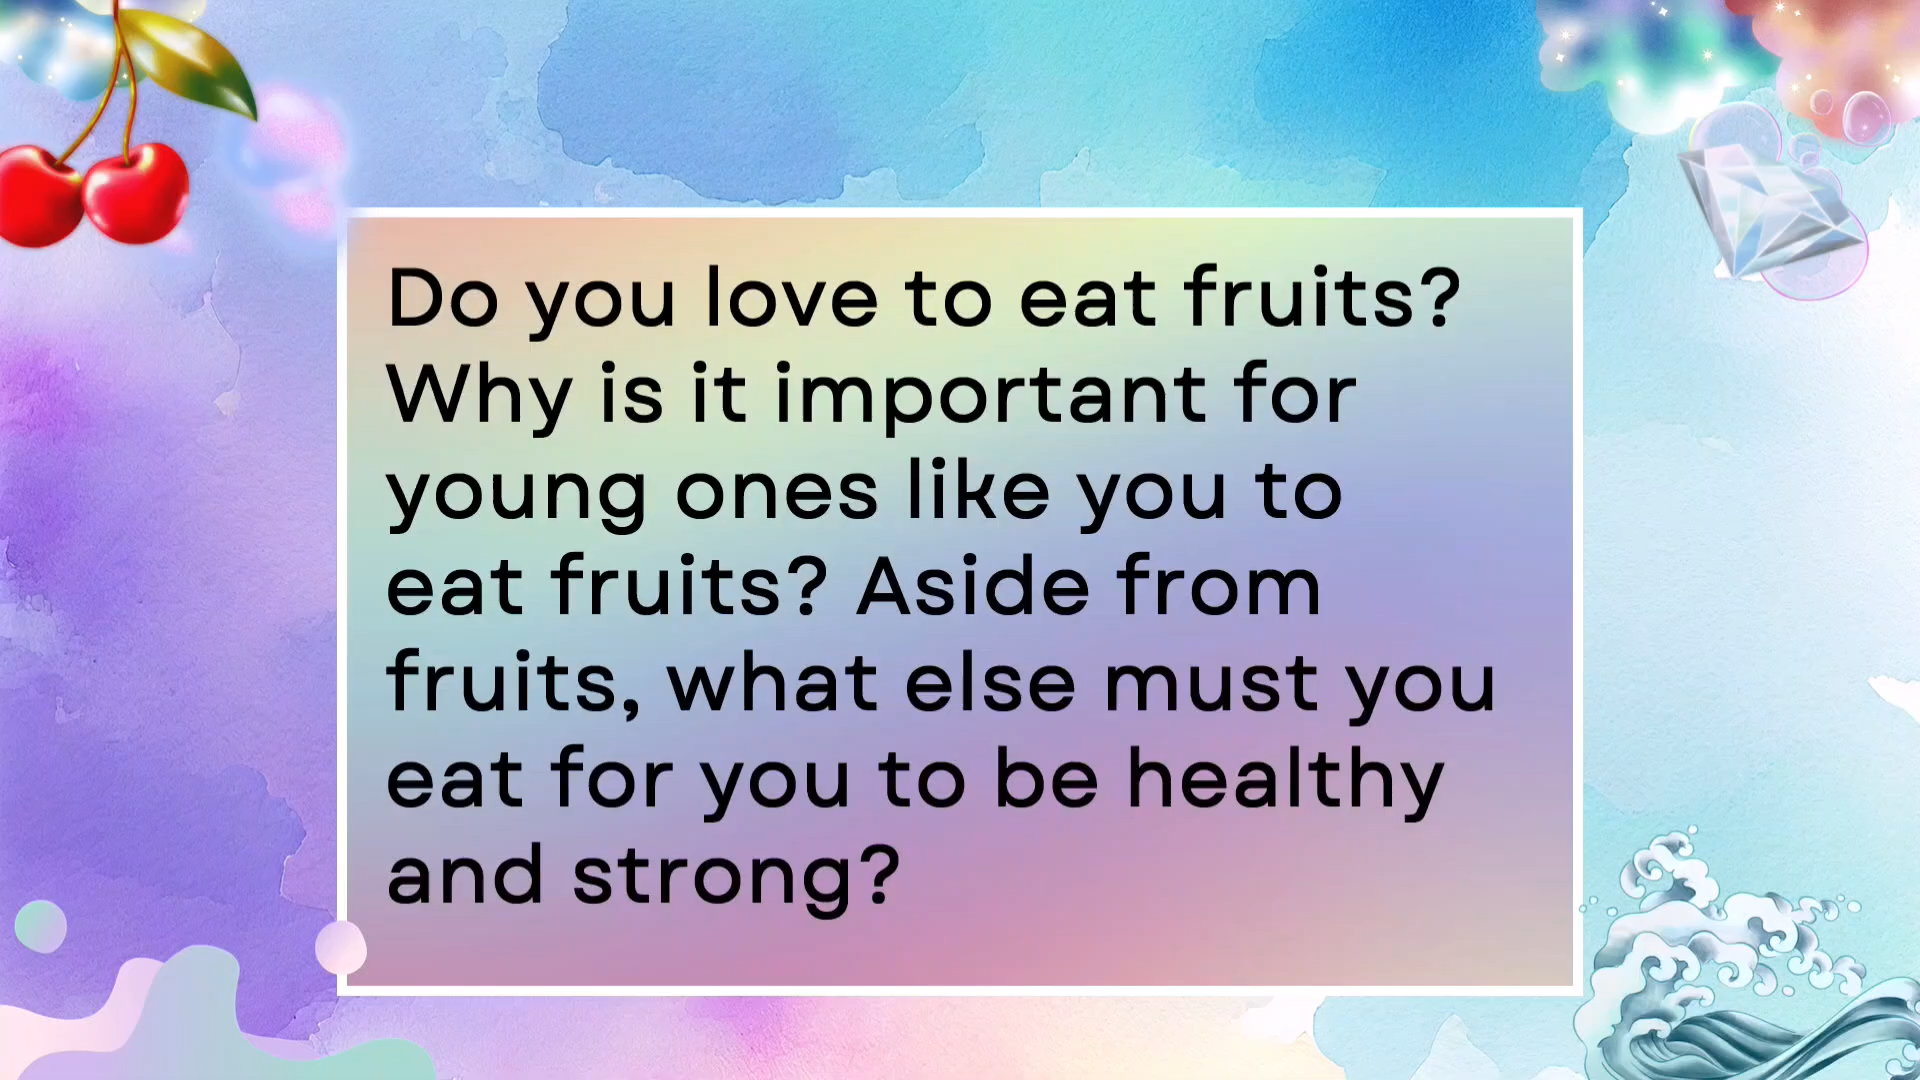 Do you love to eat fruits?
Why is it important for
young ones like you to
eat fruits? Aside from
fruits, what else must you
eat for you to be healthy
and strong?